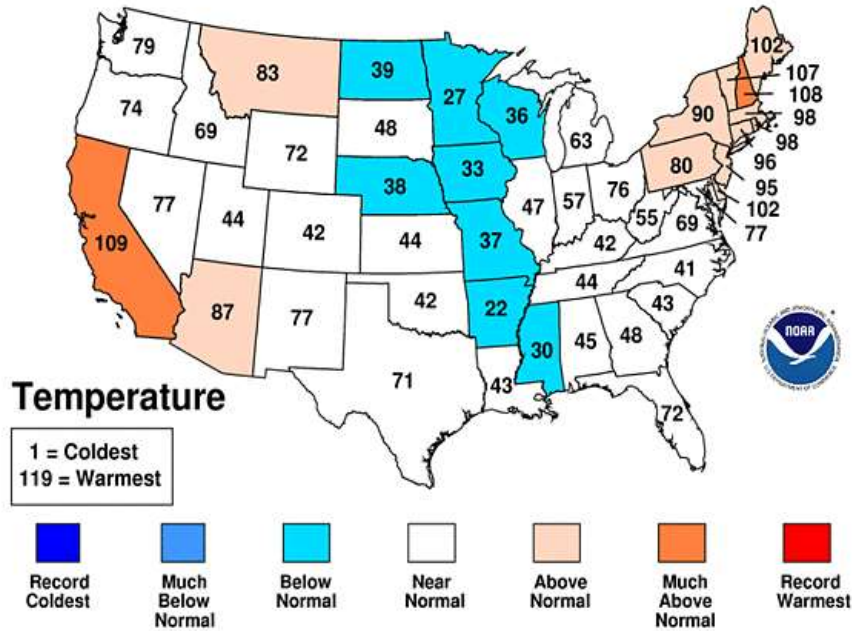 79
83
39
27
102
107
108
98
98
96
95
102
77
74
69
72
48
36
63
90
80
77
44
42
38
33
47
57
76
55
69
109
87
77
44
37
42
44
41
42
22
30
45
48
43
71
43
72
NOAA
Temperature
1 = Coldest
119 = Warmest
Record
Coldest
Much
Below
Normal
Below
Normal
Near
Normal
Above
Normal
Much
Above
Normal
Record
Warmest